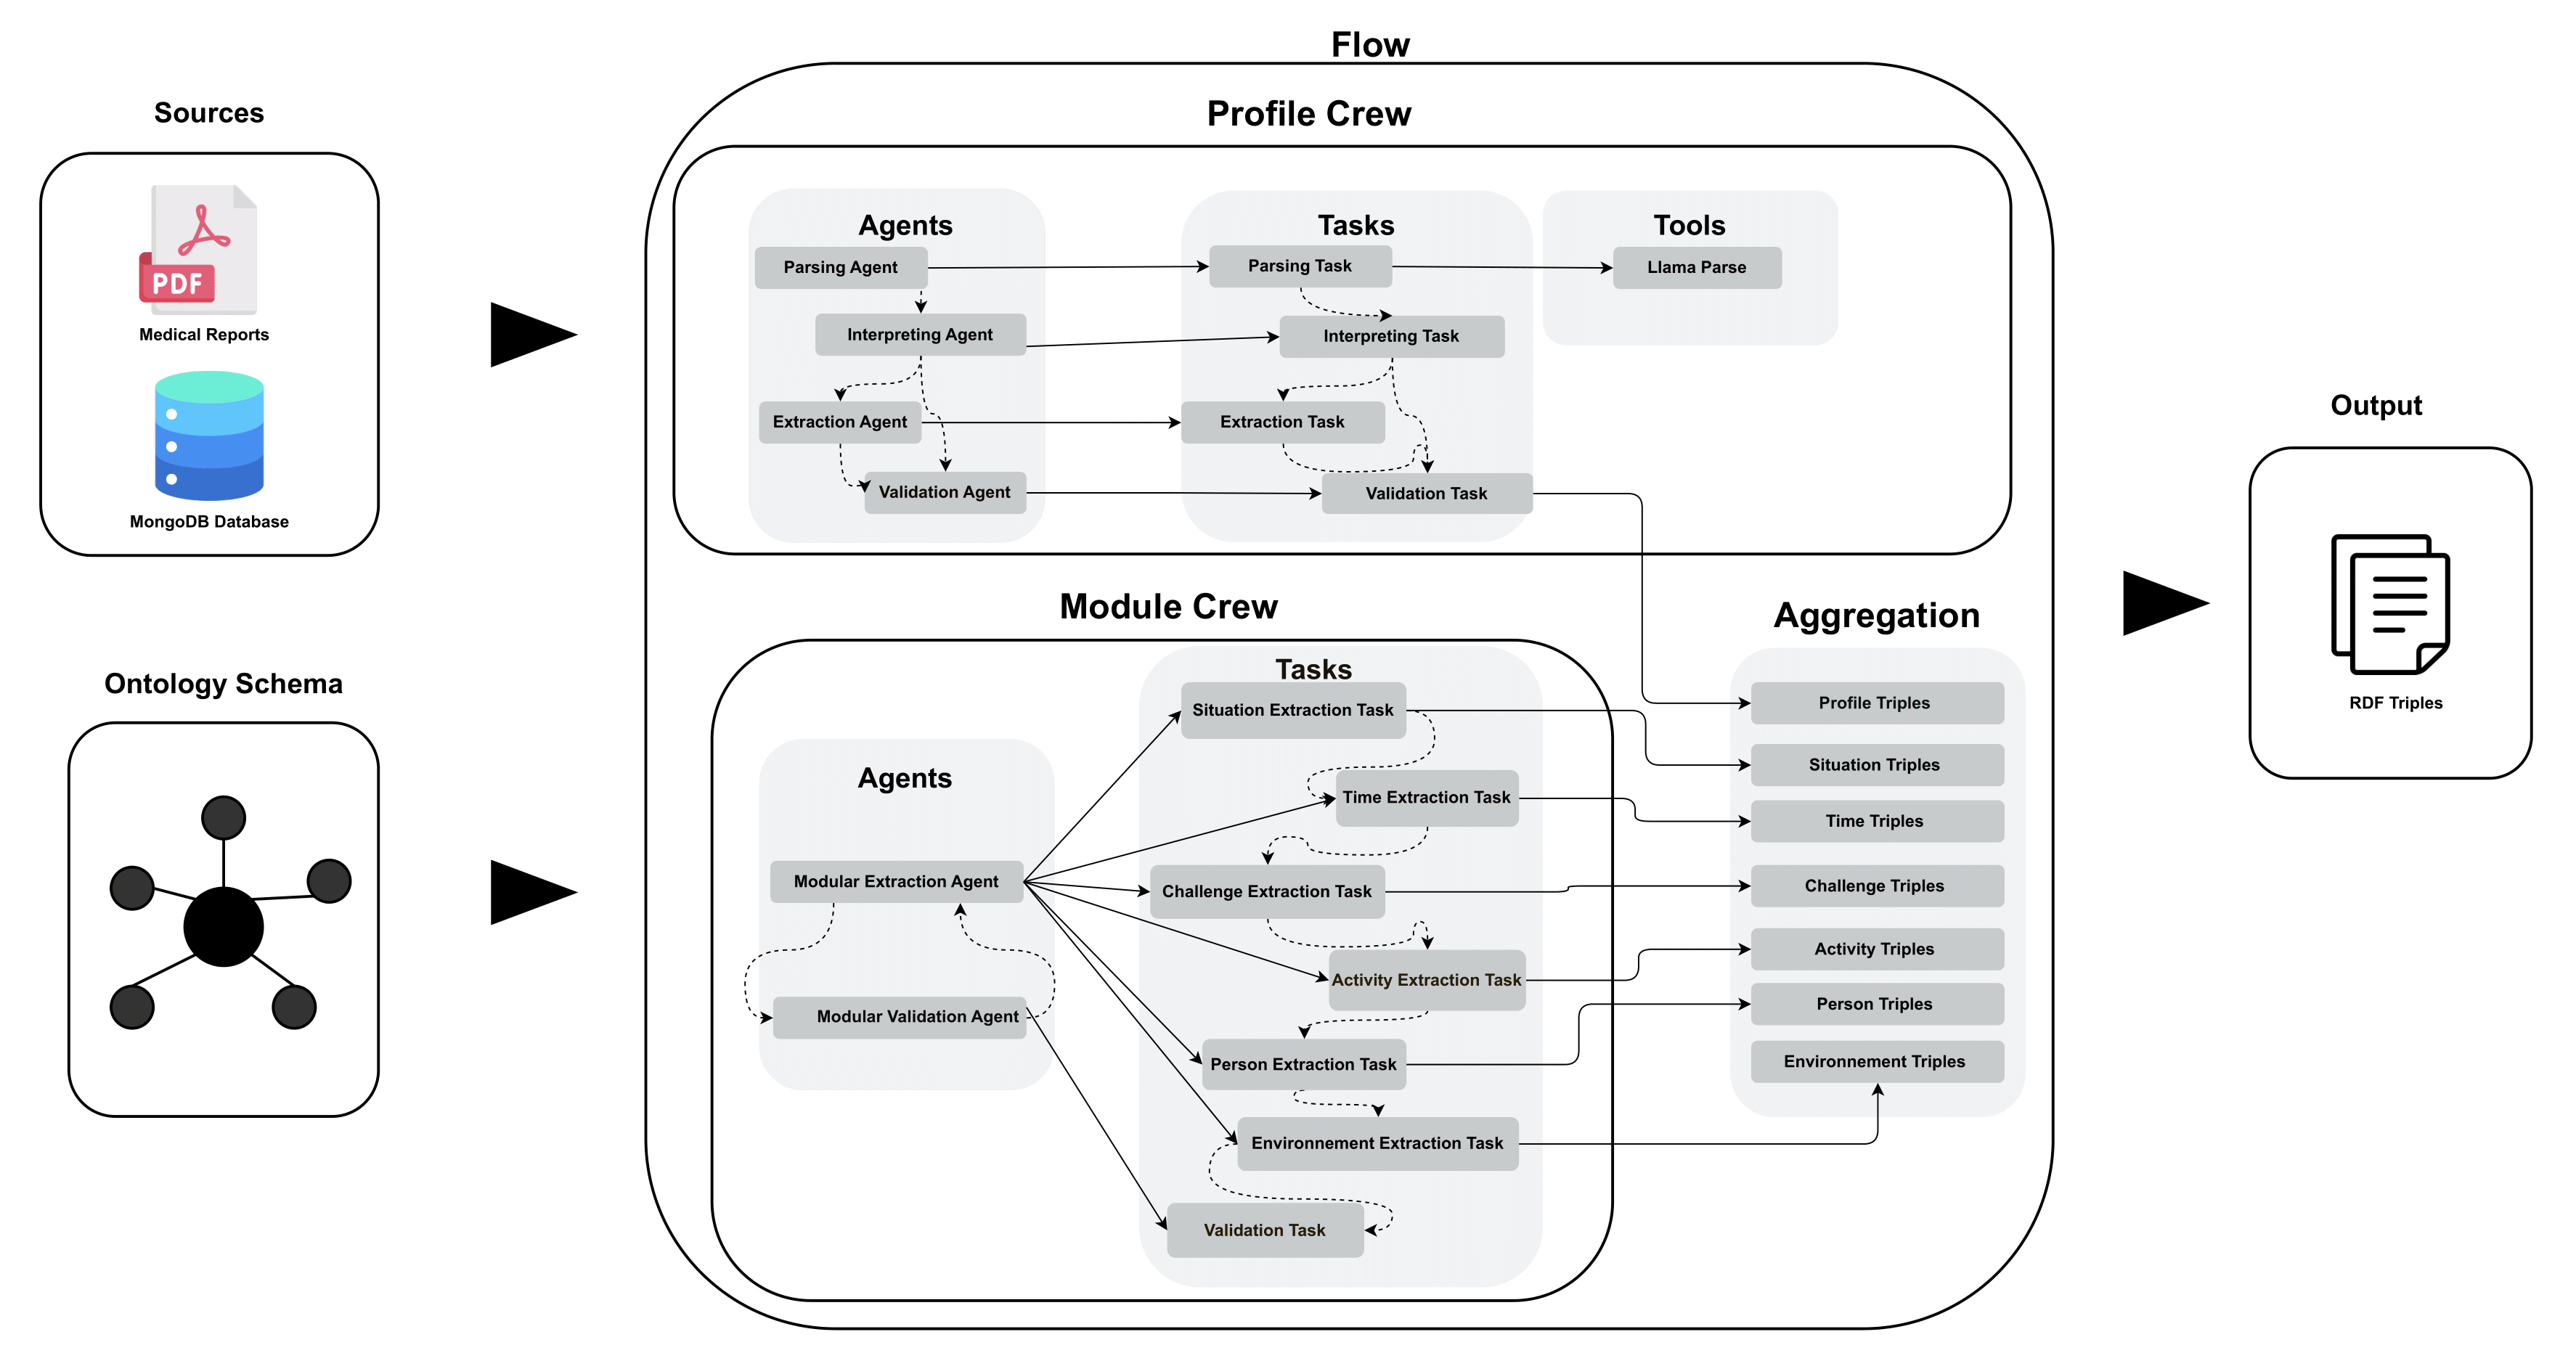 Flow
Sources
PDF
Medical Reports
MongoDB Database
Ontology Schema
Profile Crew
Agents
Parsing Agent
Interpreting Agent
Extraction Agent
Validation Agent
Tasks
Parsing Task
Interpreting Task
Extraction Task
Validation Task
Tools
Llama Parse
Module Crew
Agents
Modular Extraction Agent
Modular Validation Agent
Tasks
Situation Extraction Task
Time Extraction Task
Challenge Extraction Task
Activity Extraction Task
Person Extraction Task
Environnement Extraction Task
Validation Task
Aggregation
Profile Triples
Situation Triples
Time Triples
Challenge Triples
Activity Triples
Person Triples
Environnement Triples
Output
RDF Triples